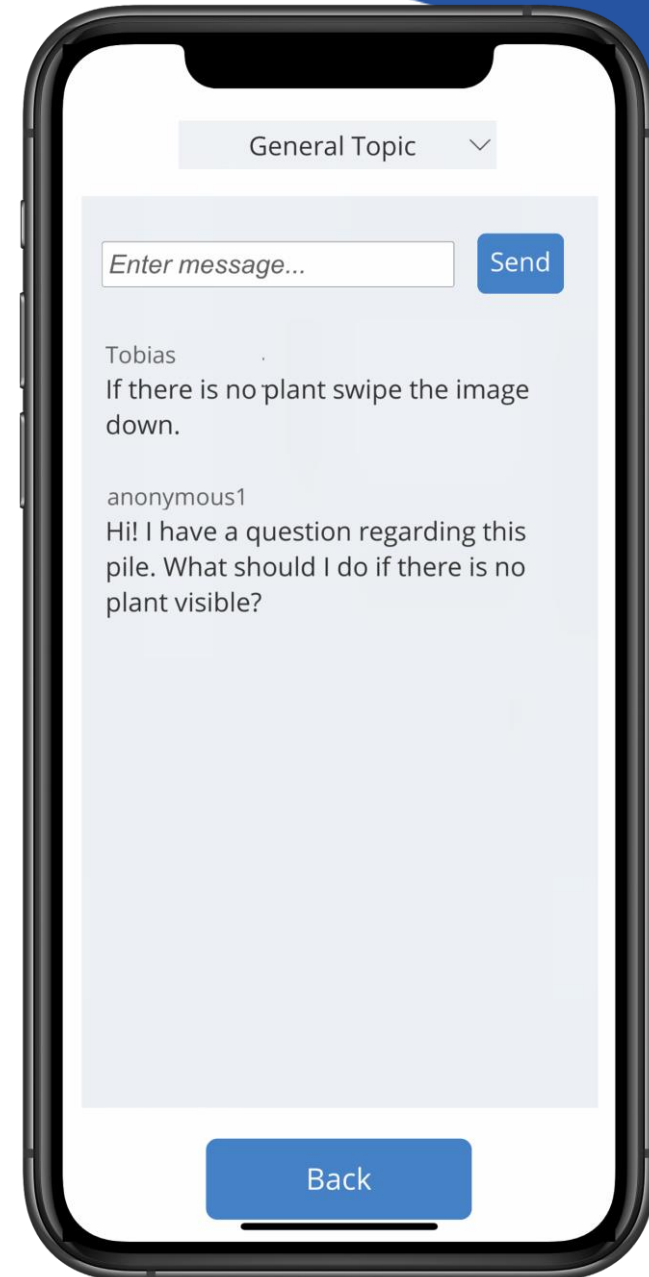 General Topic
Enter message...
Send
Tobias
If there is no plant swipe the image
down.
anonymous1
Hi! I have a question regarding this
pile. What should I do if there is no
plant visible?
Back